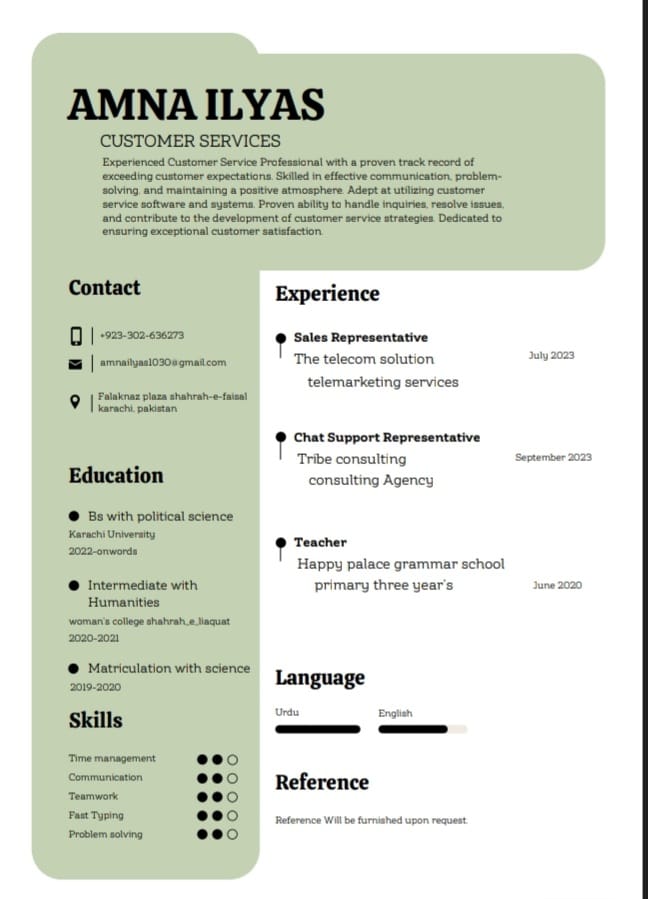 AMNA ILYAS
CUSTOMER SERVICES
Experienced Customer Service Professional with a proven track record of
exceeding customer expectations. Skilled in effective communication, problem-
solving, and maintaining a positive atmosphere. Adept at utilizing customer
service software and systems. Proven ability to handle inquiries, resolve issues,
and contribute to the development of customer service strategies. Dedicated to
ensuring exceptional customer satisfaction.
Contact
+923-302-636273
amnailyas1030@gmail.com
Falaknaz plaza shahrah-e-faisal
karachi, pakistan
Education
Bs with political science
Karachi University
2022-onwords
Intermediate with
Humanities
woman's college shahrah_e_liaquat
2020-2021
Matriculation with science
2019-2020
Skills
Time management
Communication
Teamwork
Fast Typing
Problem solving
Experience
Sales Representative
The telecom solution
July 2023
telemarketing services
Chat Support Representative
Tribe consulting
September 2023
consulting Agency
Teacher
Happy palace grammar school
primary three year's
June 2020
Language
Urdu
English
Reference
Reference Will be furnished upon request.